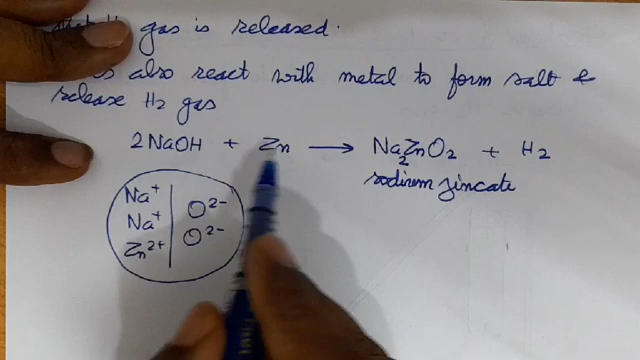 gas is released.
also react with metal to form salt &
release H2 gas
2NaOH + Zn → Na2ZnO2 + H2
sodium zincate
Na+ O2-
Na+ O2-
Zn2+